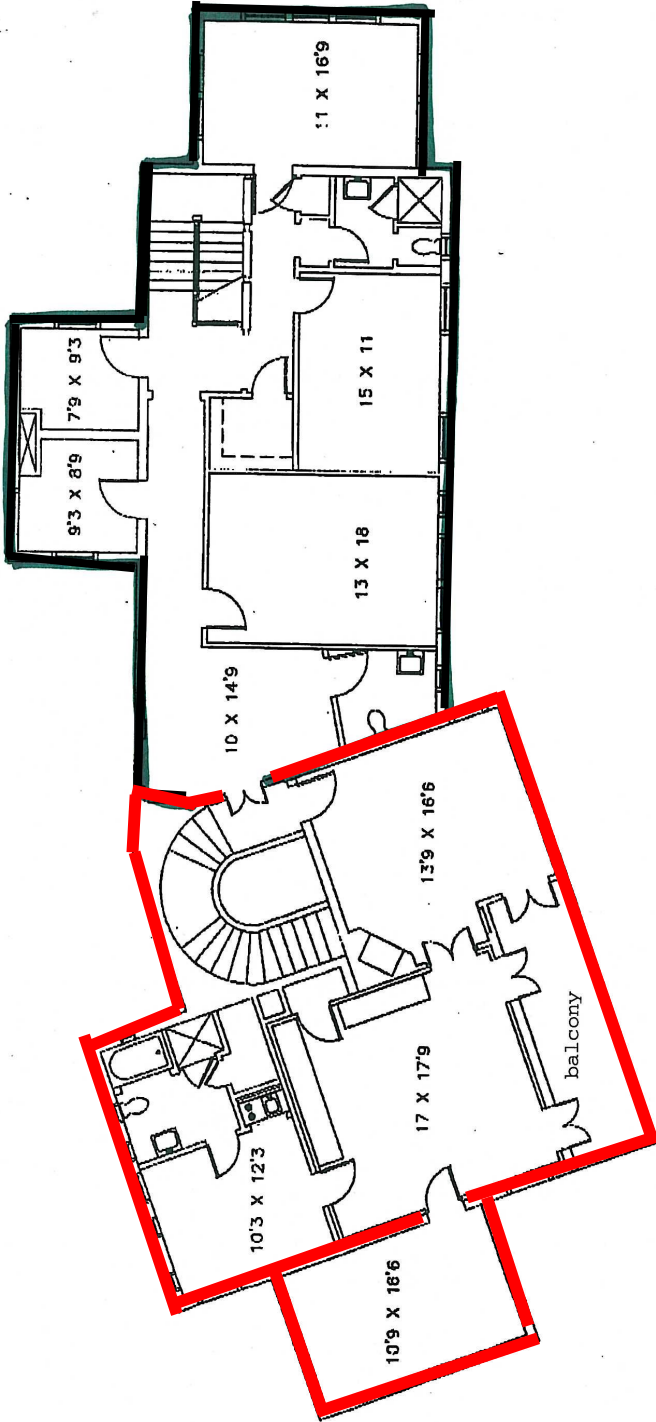 11 X 16'9
7'9 X 9'3
9'3 X 8'9
15 X 11
13 X 18
10 X 14'9
13'9 X 16'6
balcony
17 X 17'9
10'3 X 12'3
10'9 X 16'6